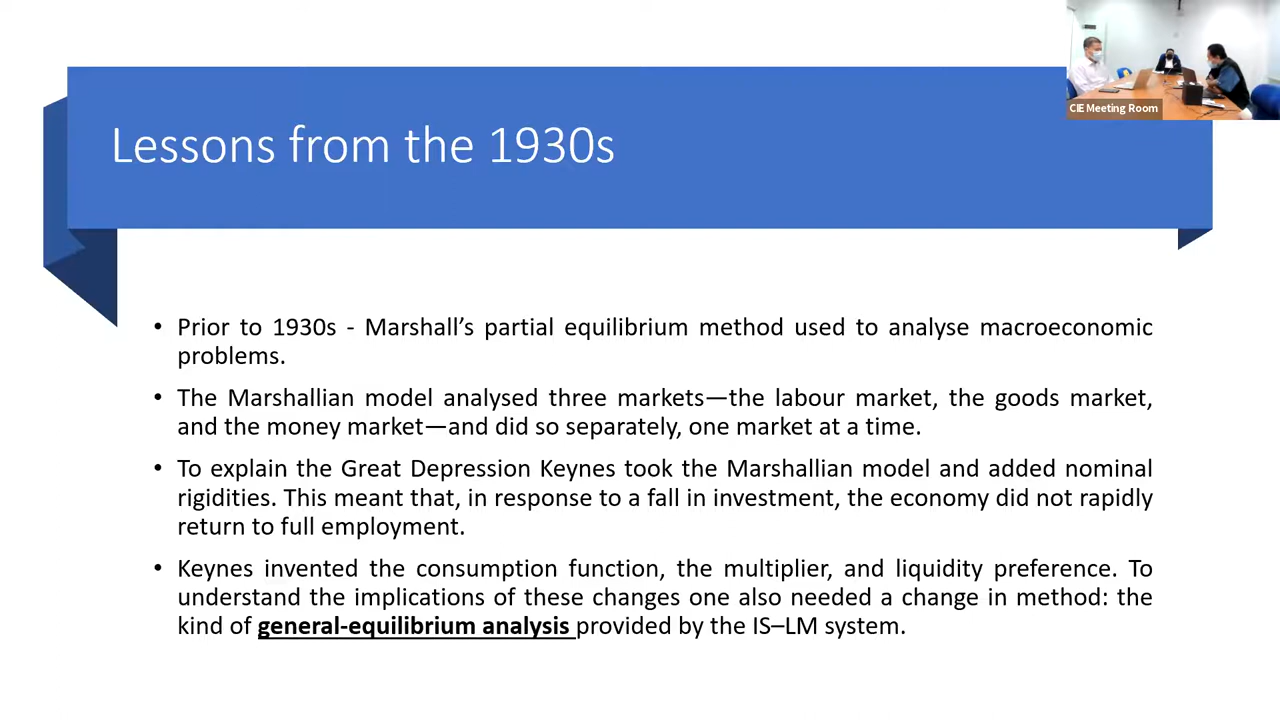 CIE Meeting Room
Lessons from the 1930s
• Prior to 1930s - Marshall’s partial equilibrium method used to analyse macroeconomic
problems.
• The Marshallian model analysed three markets—the labour market, the goods market,
and the money market—and did so separately, one market at a time.
• To explain the Great Depression Keynes took the Marshallian model and added nominal
rigidities. This meant that, in response to a fall in investment, the economy did not rapidly
return to full employment.
• Keynes invented the consumption function, the multiplier, and liquidity preference. To
understand the implications of these changes one also needed a change in method: the
kind of general-equilibrium analysis provided by the IS–LM system.